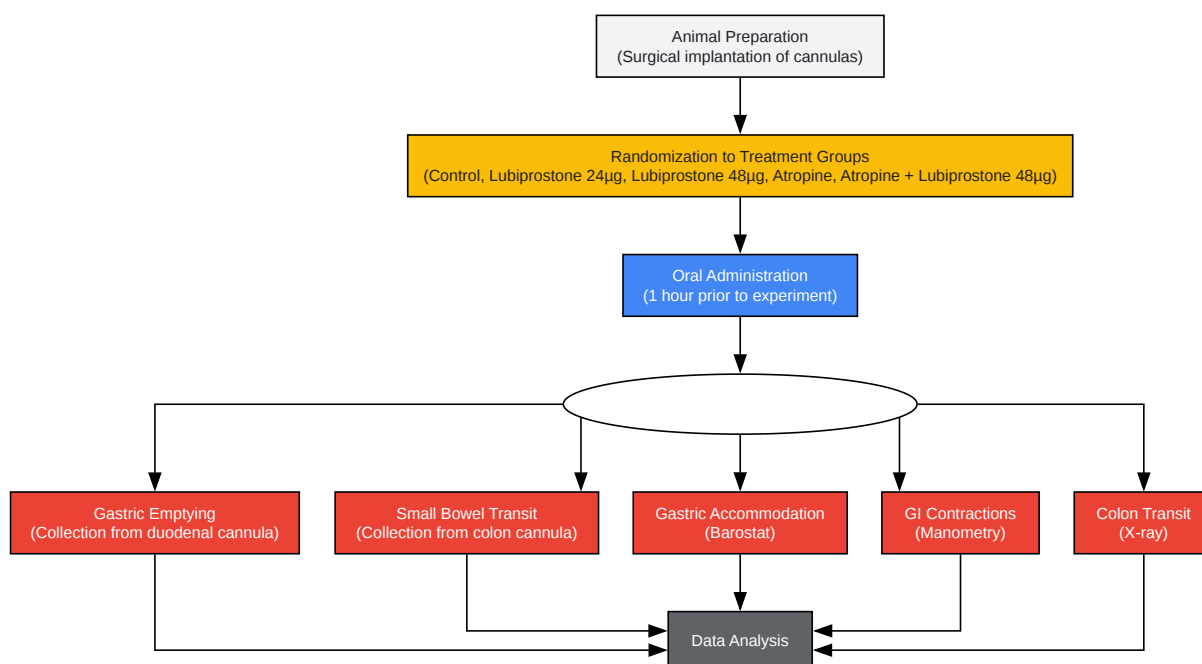 Animal Preparation
(Surgical implantation of cannulas)
Randomization to Treatment Groups
(Control, Lubiprostone 24µg, Lubiprostone 48µg, Atropine, Atropine + Lubiprostone 48µg)
Oral Administration
(1 hour prior to experiment)
Gastric Emptying
(Collection from duodenal cannula)
Small Bowel Transit
(Collection from colon cannula)
Gastric Accommodation
(Barostat)
GI Contractions
(Manometry)
Colon Transit
(X-ray)
Data Analysis